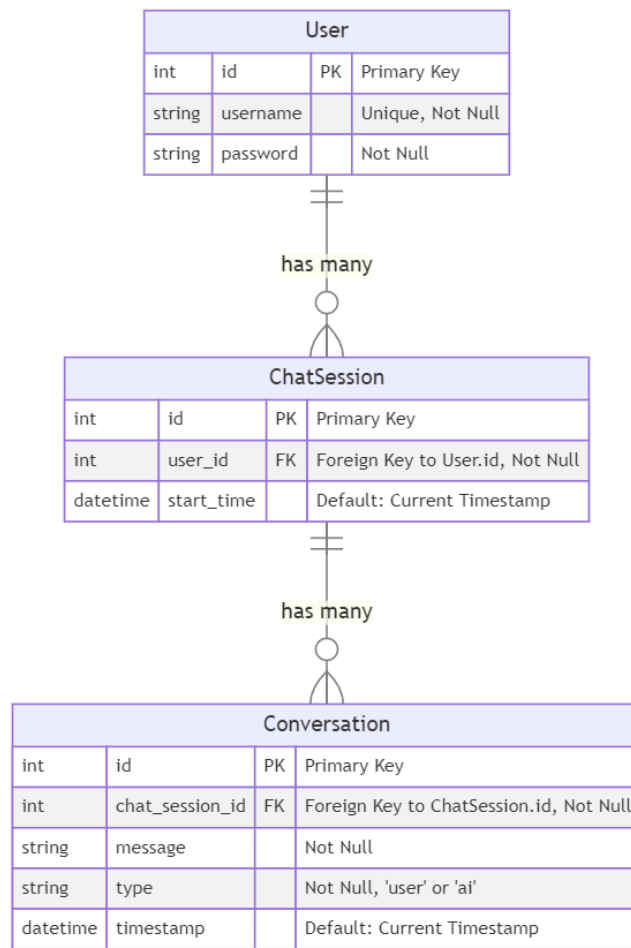 User
int id PK Primary Key
string username Unique, Not Null
string password Not Null
has many
ChatSession
int id PK Primary Key
int user_id FK Foreign Key to User.id, Not Null
datetime start_time Default: Current Timestamp
has many
Conversation
int id PK Primary Key
int chat_session_id FK Foreign Key to ChatSession.id, Not Null
string message Not Null
string type Not Null, 'user' or 'ai'
datetime timestamp Default: Current Timestamp